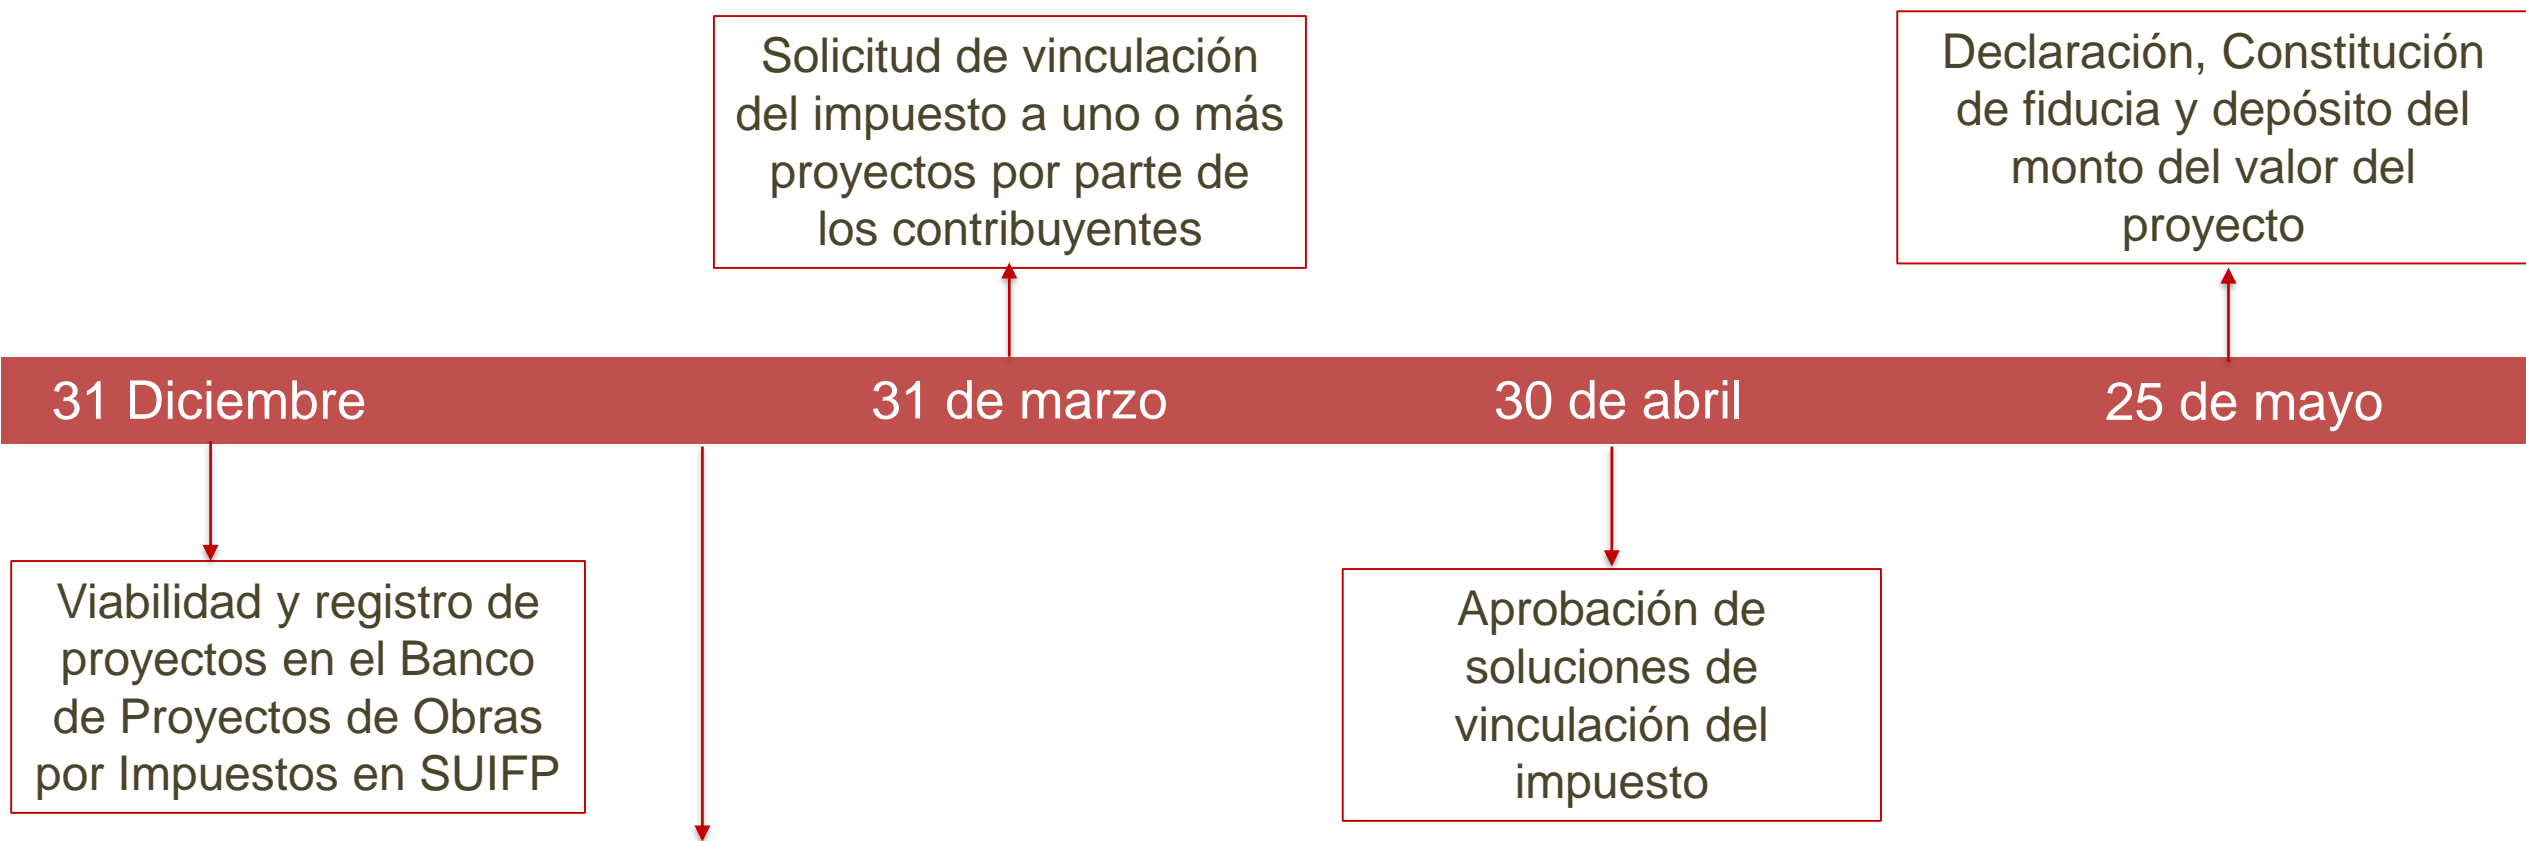 Solicitud de vinculación
del impuesto a uno o más
proyectos por parte de
los contribuyentes
Declaración, Constitución
de fiducia y depósito del
monto del valor del
proyecto
31 Diciembre
31 de marzo
30 de abril
25 de mayo
Viabilidad y registro de
proyectos en el Banco
de Proyectos de Obras
por Impuestos en SUIFP
Aprobación de
soluciones de
vinculación del
impuesto